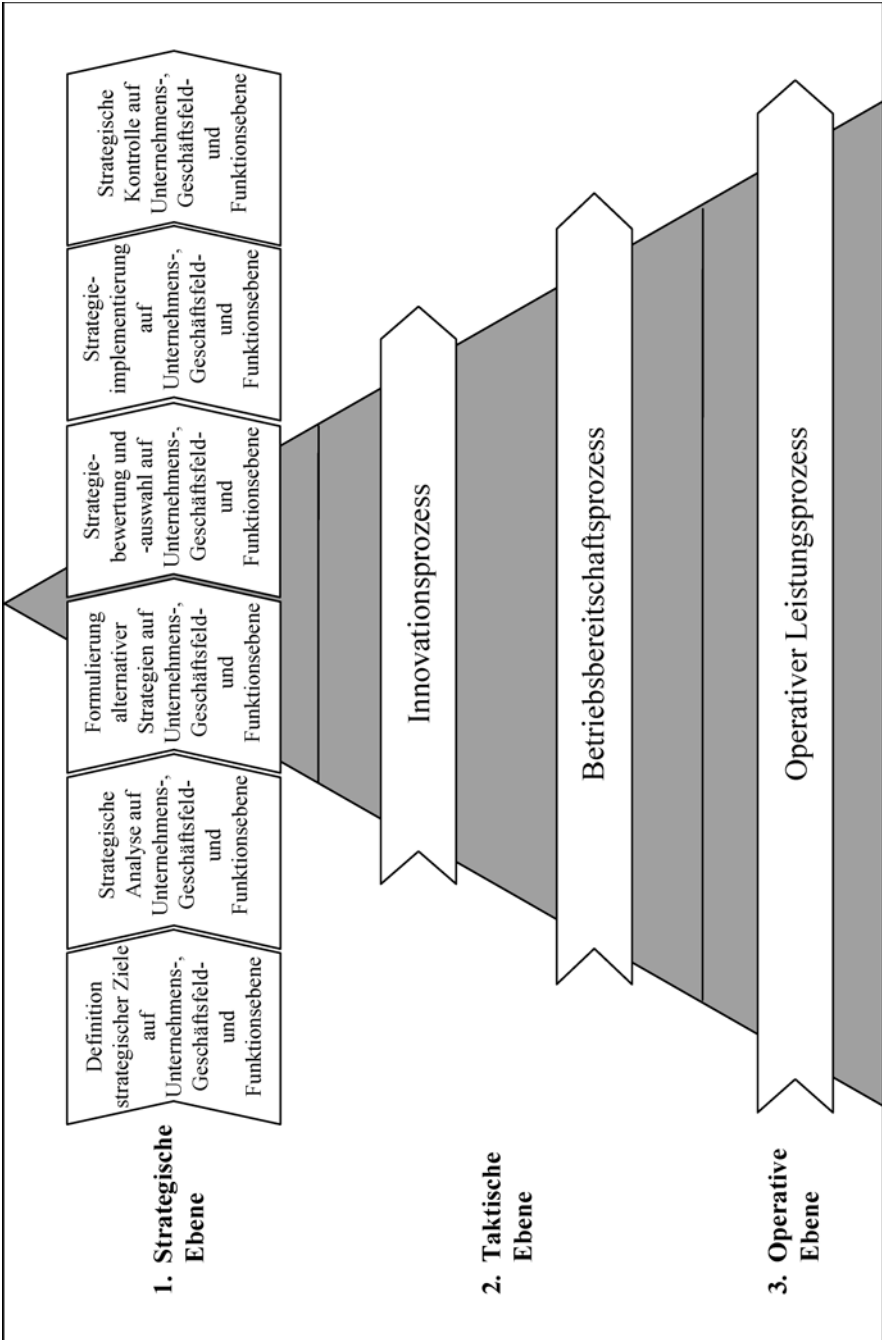 1. Strategische
Ebene
Definition
strategischer Ziele
auf
Unternehmens-,
Geschäftsfeld-
und
Funktionsebene
Strategische
Analyse auf
Unternehmens-,
Geschäftsfeld-
und
Funktionsebene
Formulierung
alternativer
Strategien auf
Unternehmens-,
Geschäftsfeld-
und
Funktionsebene
Strategie-
bewertung und
-auswahl auf
Unternehmens-,
Geschäftsfeld-
und
Funktionsebene
Strategie-
implementierung
auf
Unternehmens-,
Geschäftsfeld-
und
Funktionsebene
Strategische
Kontrolle auf
Unternehmens-,
Geschäftsfeld-
und
Funktionsebene
2. Taktische
Ebene
Innovationsprozess
Betriebsbereitschaftsprozess
3. Operative
Ebene
Operativer Leistungsprozess